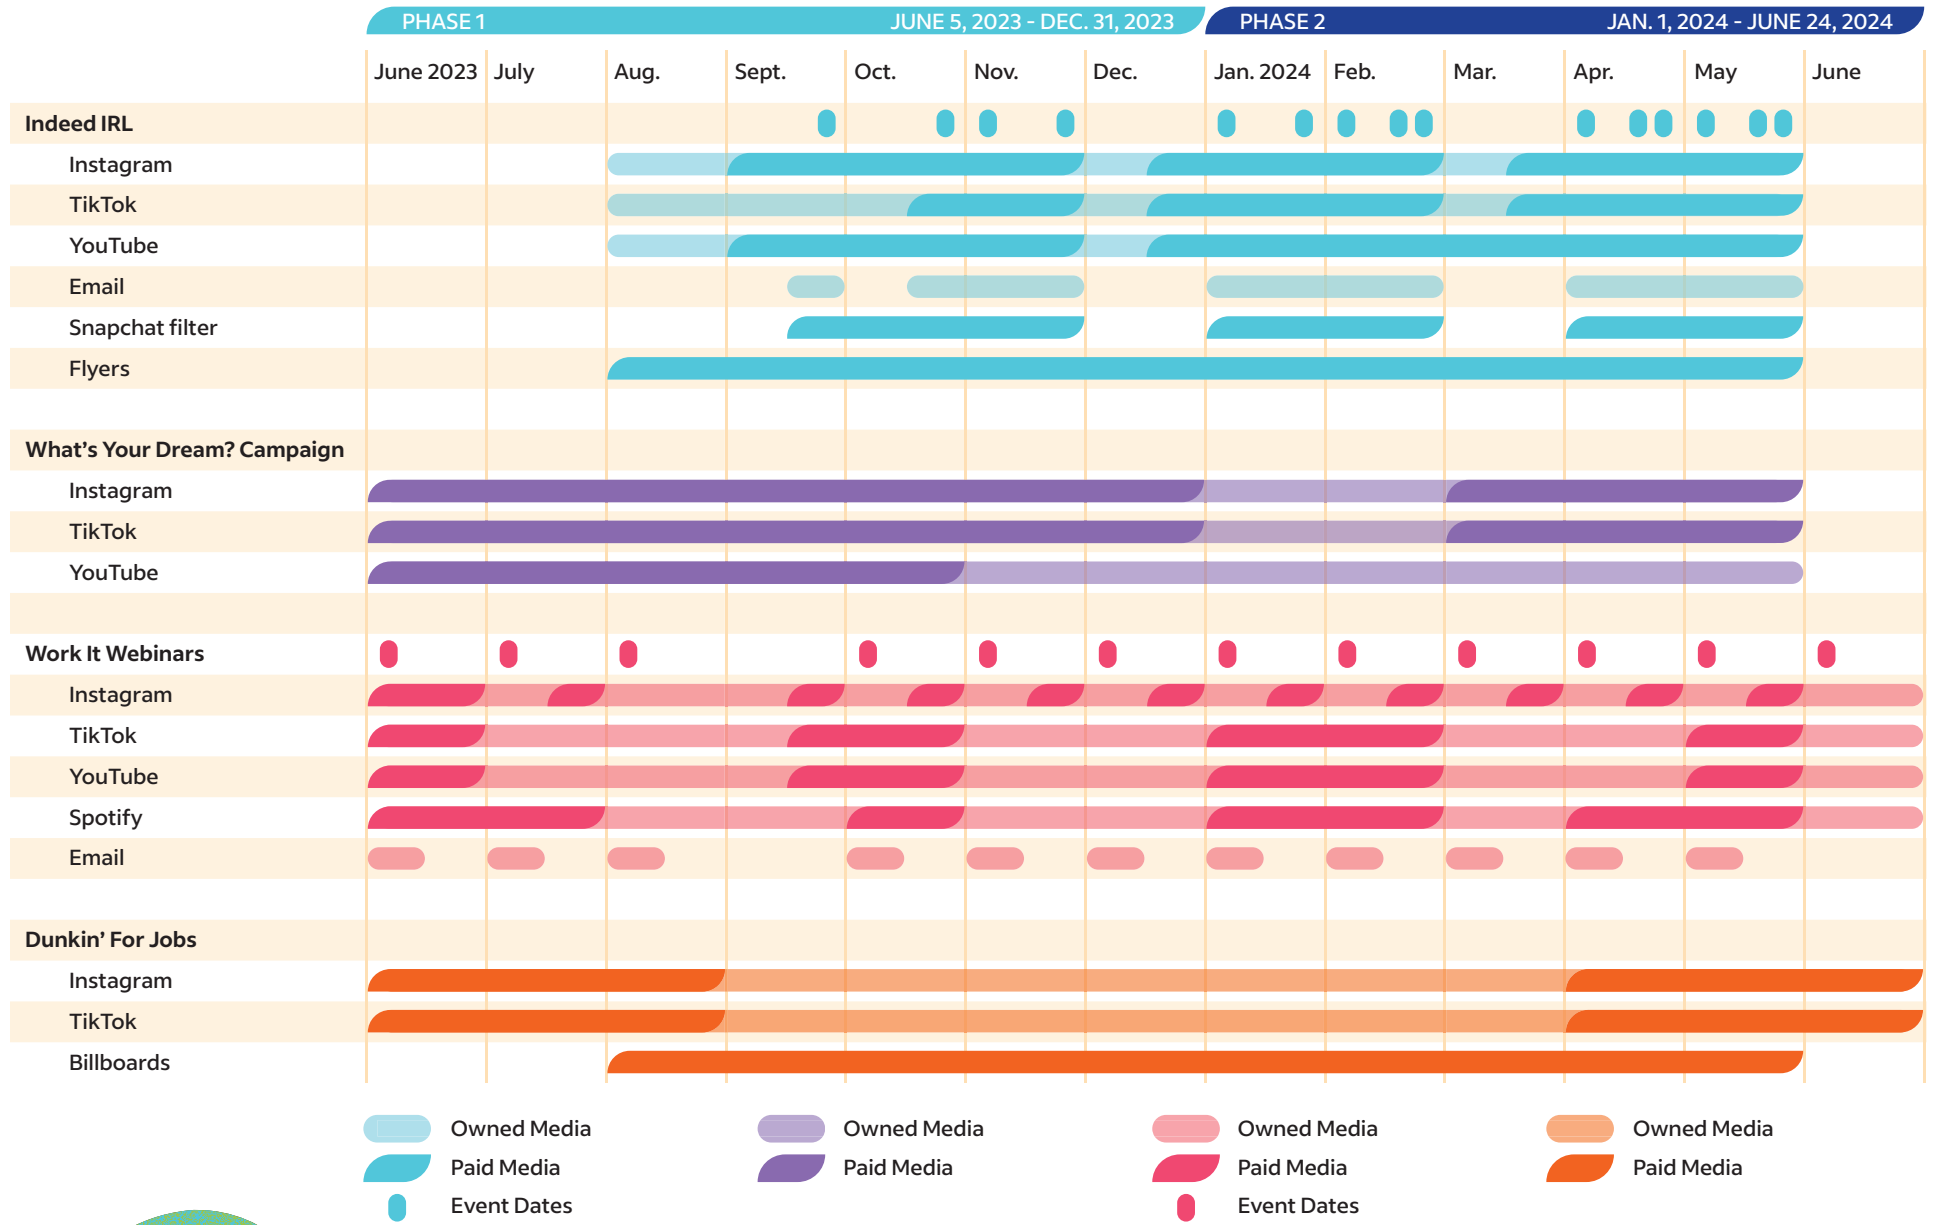 PHASE 1 JUNE 5, 2023 - DEC. 31, 2023 PHASE 2 JAN. 1, 2024 - JUNE 24, 2024
June 2023 July Aug. Sept. Oct. Nov. Dec. Jan. 2024 Feb. Mar. Apr. May June
Indeed IRL
Instagram
TikTok
YouTube
Email
Snapchat filter
Flyers
What's Your Dream? Campaign
Instagram
TikTok
YouTube
Work It Webinars
Instagram
TikTok
YouTube
Spotify
Email
Dunkin' For Jobs
Instagram
TikTok
Billboards
Owned Media Owned Media Owned Media Owned Media
Paid Media Paid Media Paid Media Paid Media
Event Dates Event Dates